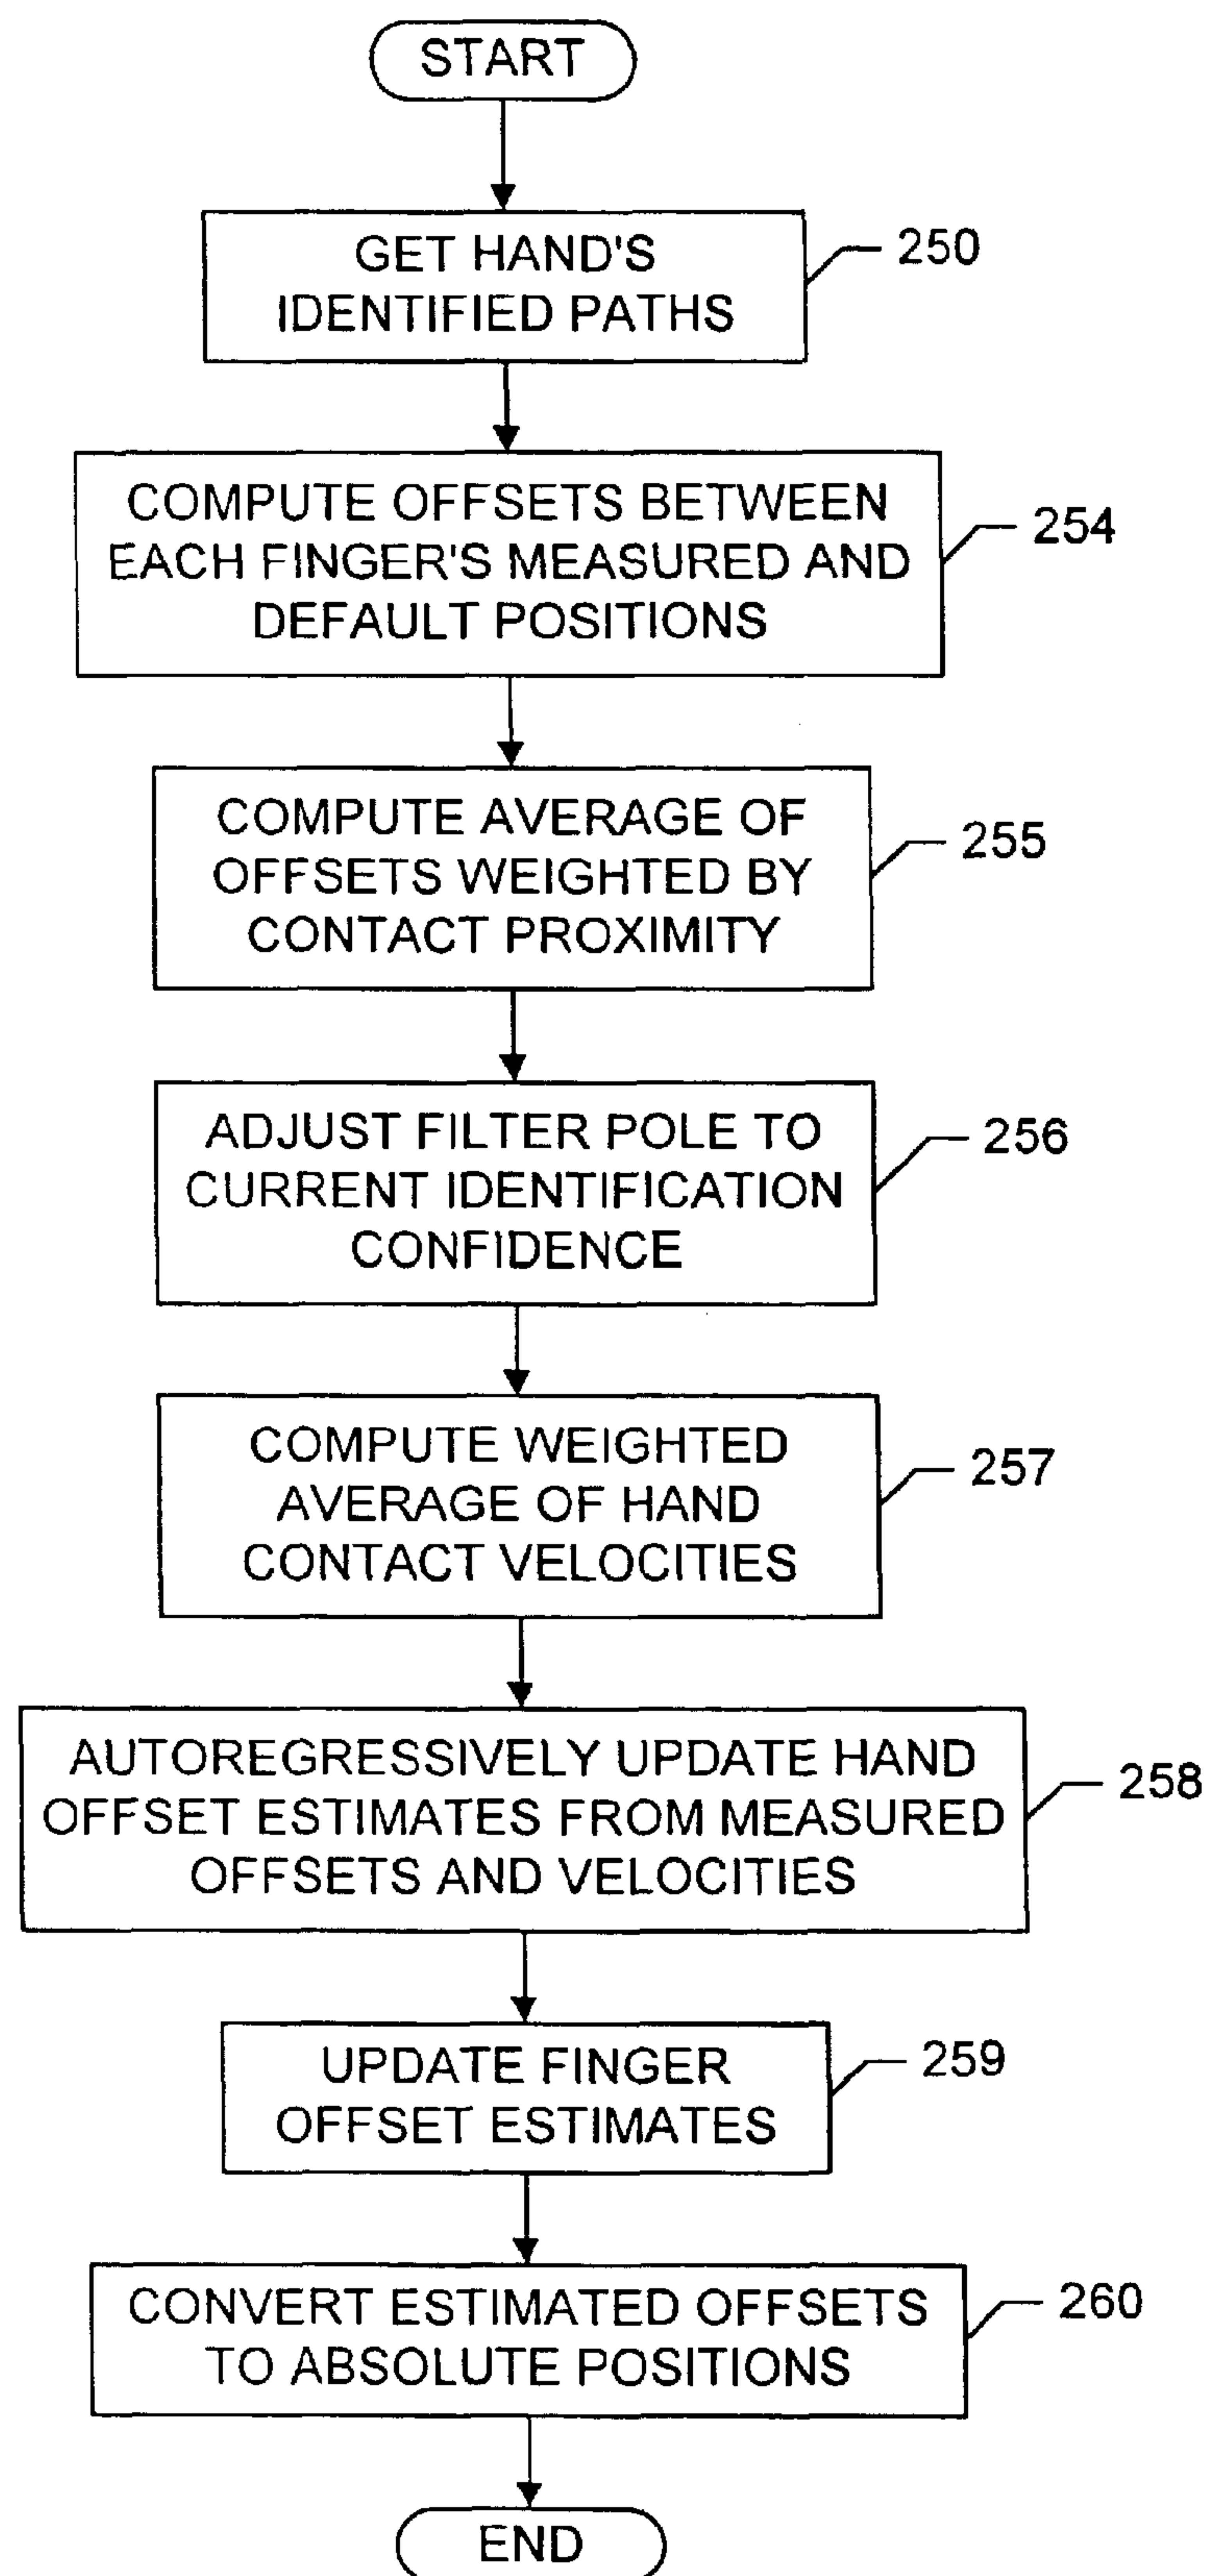 START
GET HAND'S
IDENTIFIED PATHS
250
COMPUTE OFFSETS BETWEEN
EACH FINGER'S MEASURED AND
DEFAULT POSITIONS
254
COMPUTE AVERAGE OF
OFFSETS WEIGHTED BY
CONTACT PROXIMITY
255
ADJUST FILTER POLE TO
CURRENT IDENTIFICATION
CONFIDENCE
256
COMPUTE WEIGHTED
AVERAGE OF HAND
CONTACT VELOCITIES
257
AUTOREGRESSIVELY UPDATE HAND
OFFSET ESTIMATES FROM MEASURED
OFFSETS AND VELOCITIES
258
UPDATE FINGER
OFFSET ESTIMATES
259
CONVERT ESTIMATED OFFSETS
TO ABSOLUTE POSITIONS
260
END